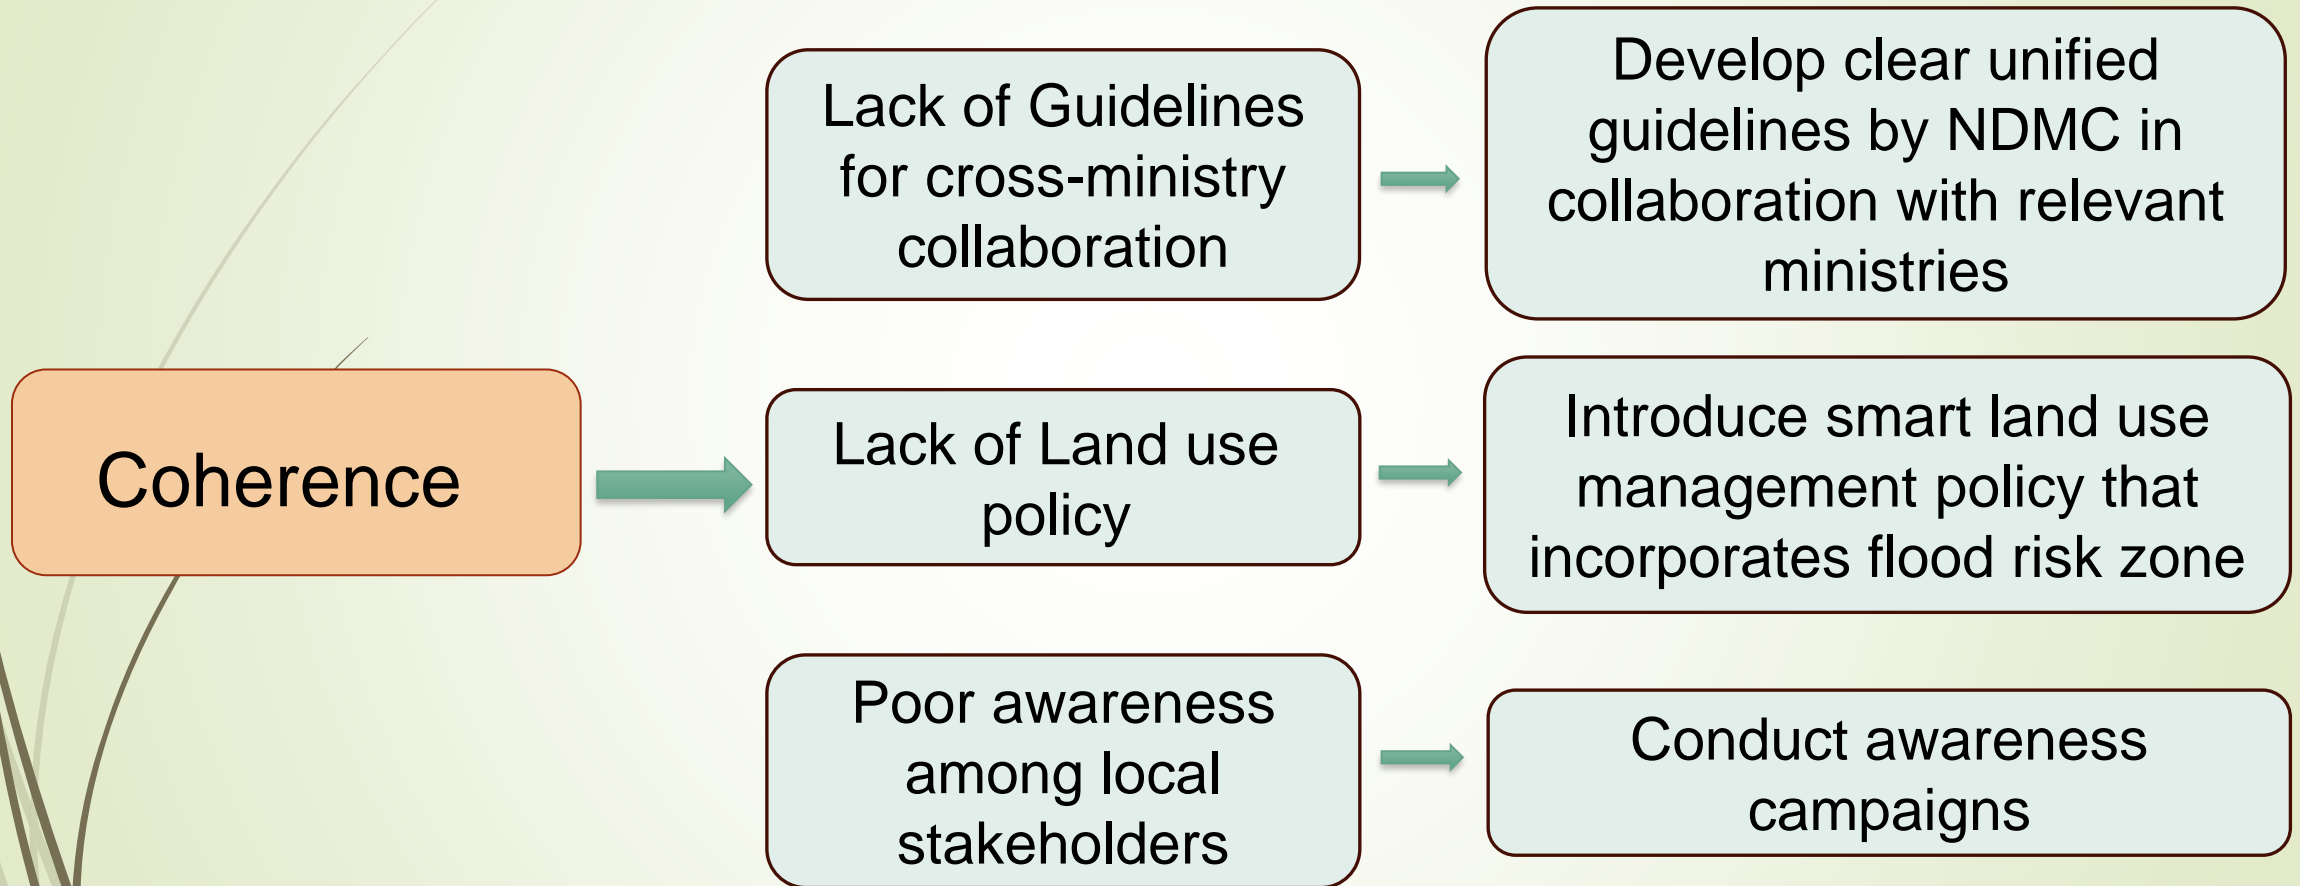 Coherence
Lack of Guidelines
for cross-ministry
collaboration
Develop clear unified
guidelines by NDMC in
collaboration with relevant
ministries
Lack of Land use
policy
Introduce smart land use
management policy that
incorporates flood risk zone
Poor awareness
among local
stakeholders
Conduct awareness
campaigns